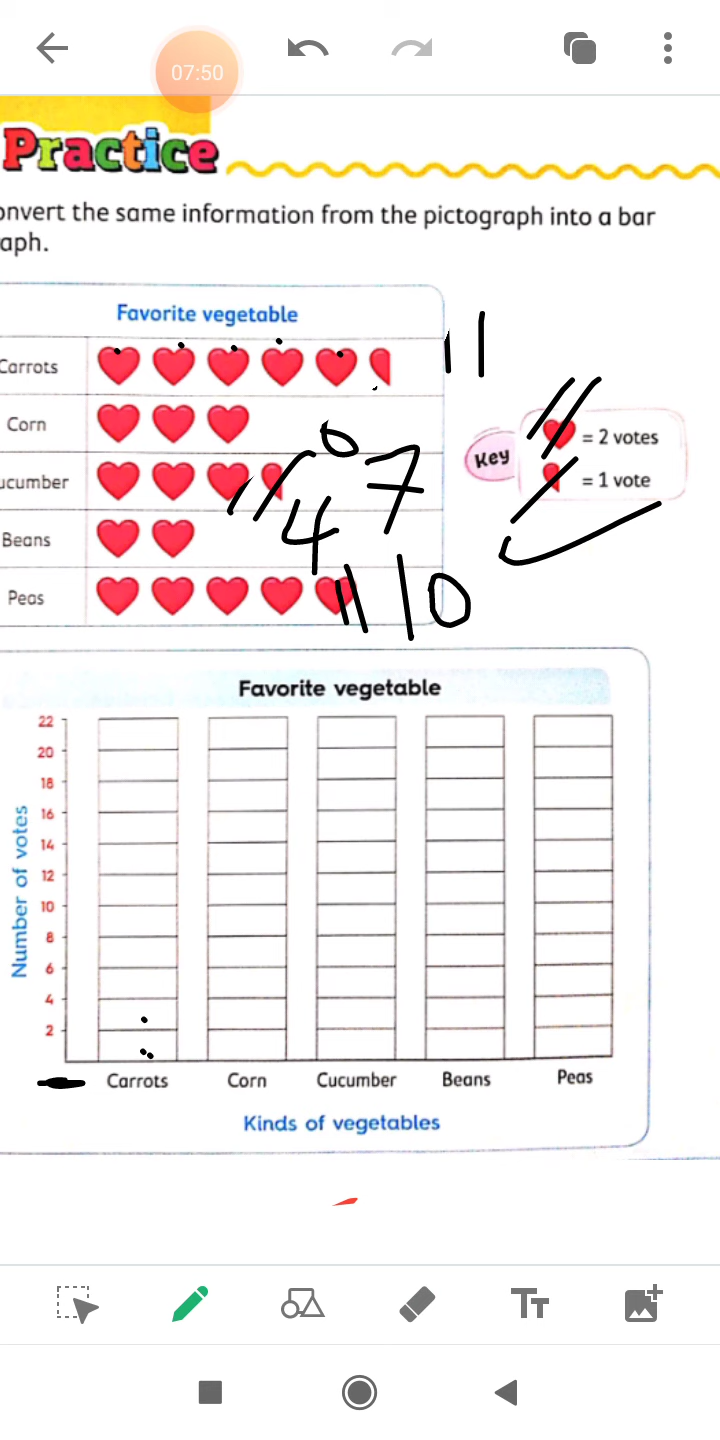 07:50
Practice
onvert the same information from the pictograph into a bar
aph.
Favorite vegetable
Carrots
11
Corn
6
ucumber
7
Beans
4
Peas
10
Key
= 2 votes
= 1 vote
Favorite vegetable
Number of votes
22
20
18
16
14
12
10
8
6
4
2
Carrots Corn Cucumber Beans Peas
Kinds of vegetables
TT